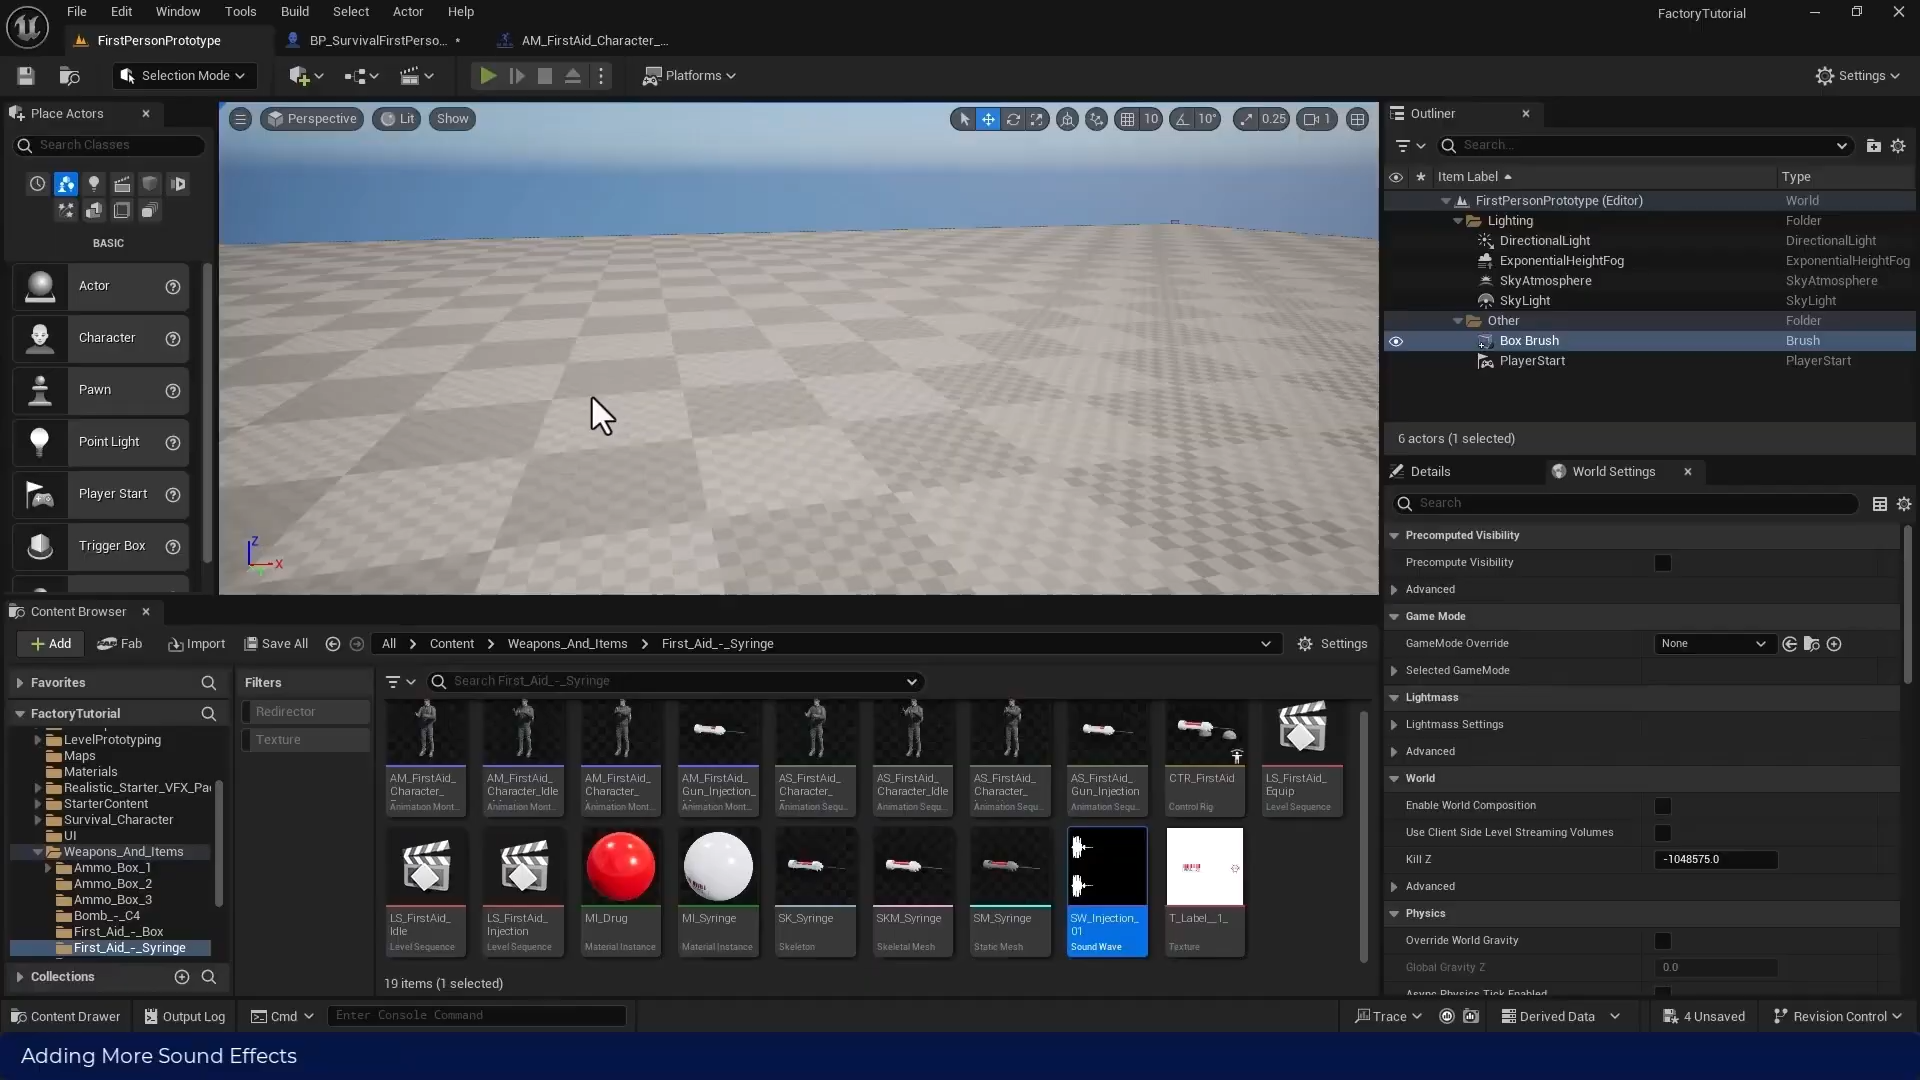 File Edit Window Tools Build Select Actor Help
FactoryTutorial
FirstPersonPrototype
BP_SurvivalFirstPerso... •
AM_FirstAid_Character_...
Selection Mode
Platforms
Settings
Place Actors
Search Classes
BASIC
Actor
Character
Pawn
Point Light
Player Start
Trigger Box
Perspective
Lit
Show
10
10°
0.25
1
Z
X
Outliner
Search...
Item Label
Type
FirstPersonPrototype (Editor) World
Lighting Folder
DirectionalLight DirectionalLight
ExponentialHeightFog ExponentialHeightFog
SkyAtmosphere SkyAtmosphere
SkyLight SkyLight
Other Folder
Box Brush Brush
PlayerStart PlayerStart
6 actors (1 selected)
Details
World Settings
Search
Precomputed Visibility
Precompute Visibility
Advanced
Game Mode
GameMode Override None
Selected GameMode
Lightmass
Lightmass Settings
Advanced
World
Enable World Composition
Use Client Side Level Streaming Volumes
Kill Z -1048575.0
Advanced
Physics
Override World Gravity
Global Gravity Z 0.0
Async Physics Tick Enabled
Content Browser
Add
Fab
Import
Save All
All > Content > Weapons_And_Items > First_Aid_-_Syringe
Settings
Favorites
FactoryTutorial
LevelPrototyping
Maps
Materials
Realistic_Starter_VFX_Pa
StarterContent
Survival_Character
UI
Weapons_And_Items
Ammo_Box_1
Ammo_Box_2
Ammo_Box_3
Bomb_-_C4
First_Aid_-_Box
First_Aid_-_Syringe
Collections
Filters
Redirector
Texture
Search First_Aid_-_Syringe
AM_FirstAid_
Character_
Animation Mont...
AM_FirstAid_
Character_Idle
Animation Mont...
AM_FirstAid_
Character_
Animation Mont...
AM_FirstAid_
Gun_Injection_
Animation Mont...
AS_FirstAid_
Character_
Animation Sequ...
AS_FirstAid_
Character_Idle
Animation Sequ...
AS_FirstAid_
Character_
Animation Sequ...
AS_FirstAid_
Gun_Injection
Animation Sequ...
CTR_FirstAid
Control Rig
LS_FirstAid_
Equip
Level Sequence
LS_FirstAid_
Idle
Level Sequence
LS_FirstAid_
Injection
Level Sequence
MI_Drug
Material Instance
MI_Syringe
Material Instance
SK_Syringe
Skeleton
SKM_Syringe
Skeletal Mesh
SM_Syringe
Static Mesh
SW_Injection_
01
Sound Wave
T_Label__1_
Texture
19 items (1 selected)
Content Drawer
Output Log
Cmd
Enter Console Command
Trace
Derived Data
4 Unsaved
Revision Control
Adding More Sound Effects